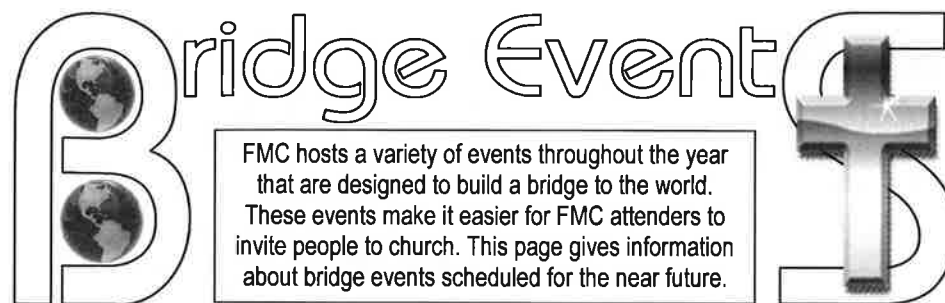 Bridge Events
FMC hosts a variety of events throughout the year
that are designed to build a bridge to the world.
These events make it easier for FMC attenders to
invite people to church. This page gives information
about bridge events scheduled for the near future.